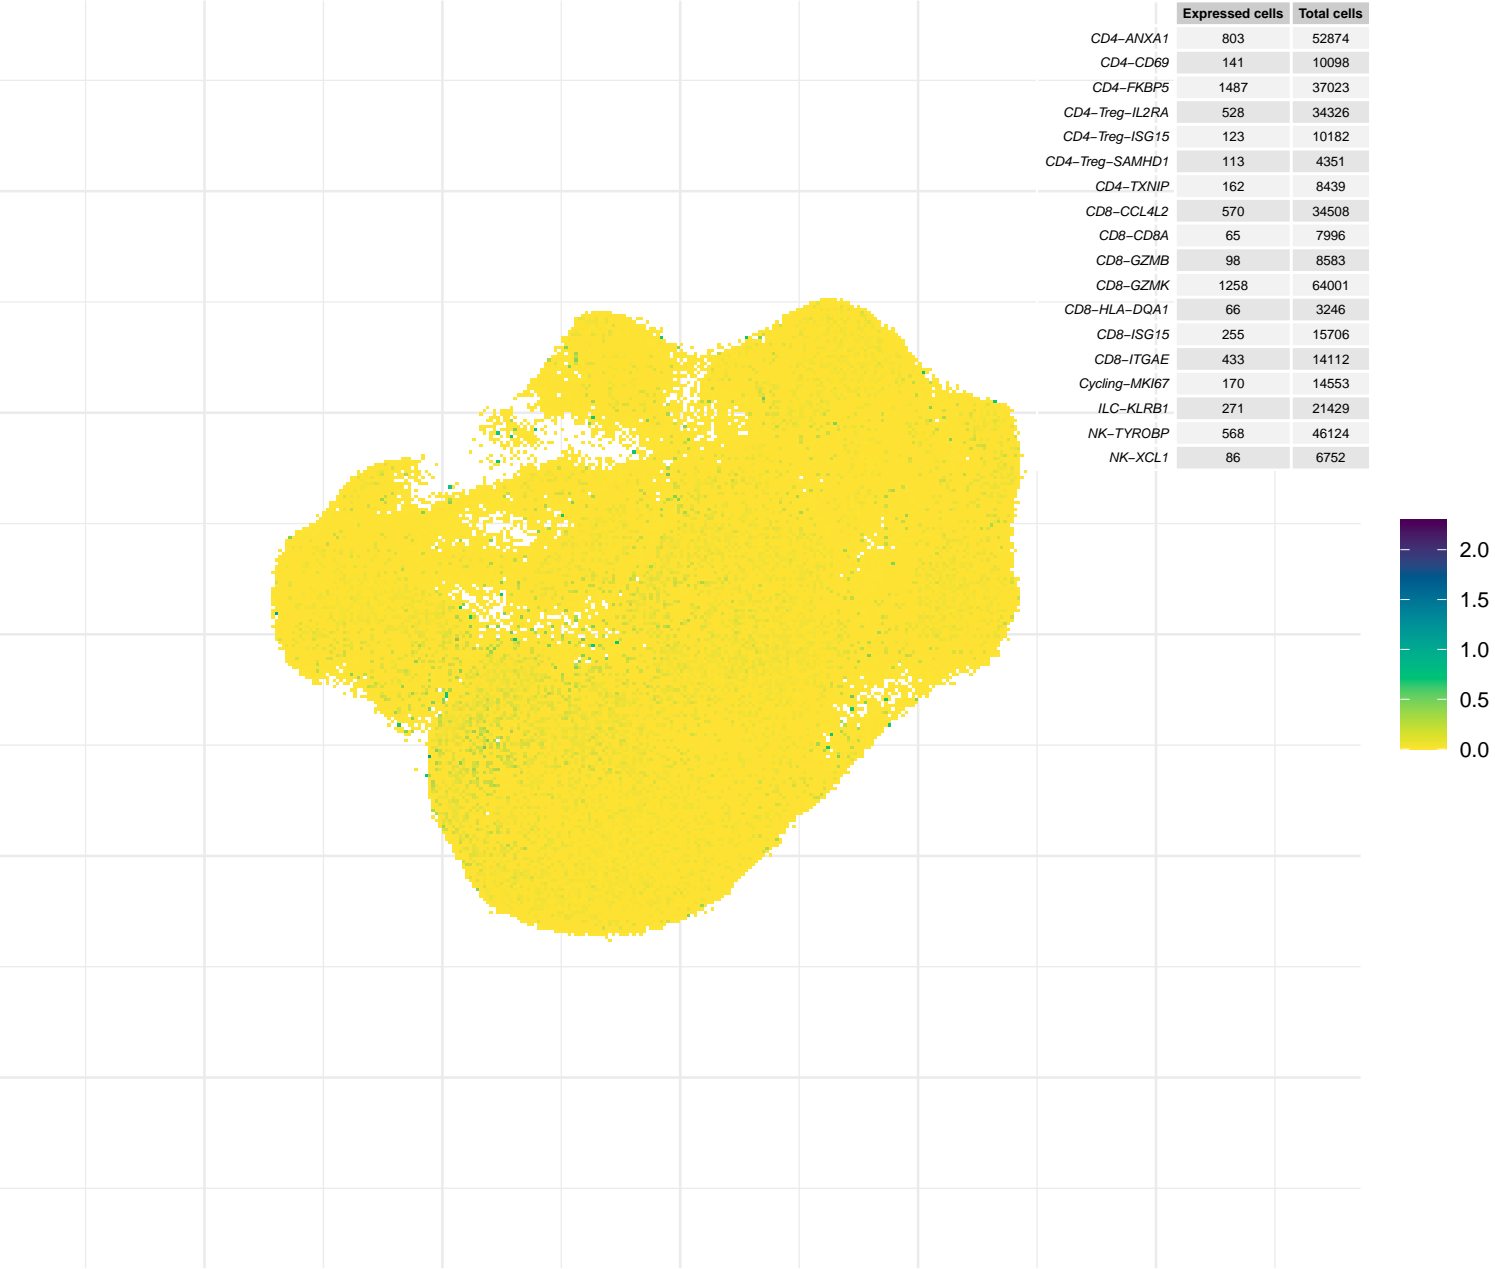 Expressed cells Total cells
CD4−ANXA1 803 52874
CD4−CD69 141 10098
CD4−FKBP5 1487 37023
CD4−Treg−IL2RA 528 34326
CD4−Treg−ISG15 123 10182
CD4−Treg−SAMHD1 113 4351
CD4−TXNIP 162 8439
CD8−CCL4L2 570 34508
CD8−CD8A 65 7996
CD8−GZMB 98 8583
CD8−GZMK 1258 64001
CD8−HLA−DQA1 66 3246
CD8−ISG15 255 15706
CD8−ITGAE 433 14112
Cycling−MKI67 170 14553
ILC−KLRB1 271 21429
NK−TYROBP 568 46124
NK−XCL1 86 6752
2.0
1.5
1.0
0.5
0.0